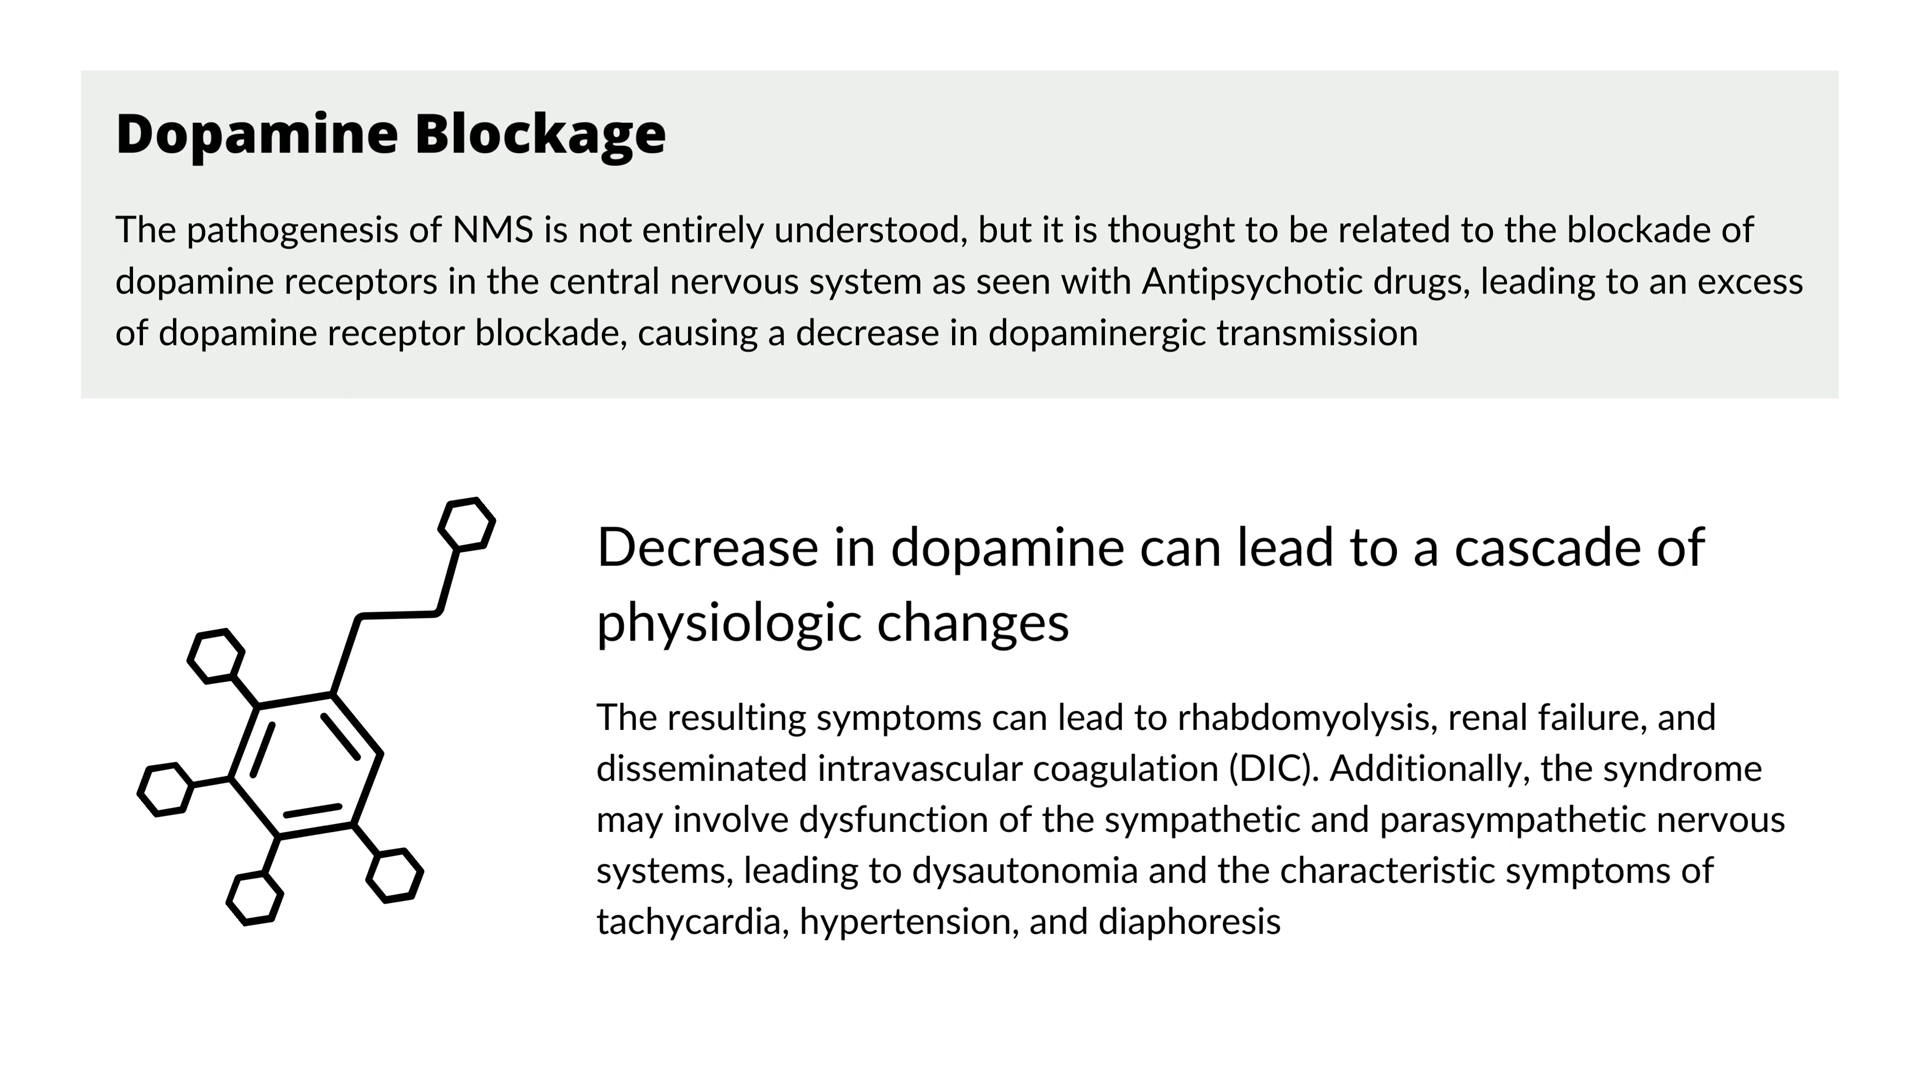 Dopamine Blockage
The pathogenesis of NMS is not entirely understood, but it is thought to be related to the blockade of
dopamine receptors in the central nervous system as seen with Antipsychotic drugs, leading to an excess
of dopamine receptor blockade, causing a decrease in dopaminergic transmission
Decrease in dopamine can lead to a cascade of
physiologic changes
The resulting symptoms can lead to rhabdomyolysis, renal failure, and
disseminated intravascular coagulation (DIC). Additionally, the syndrome
may involve dysfunction of the sympathetic and parasympathetic nervous
systems, leading to dysautonomia and the characteristic symptoms of
tachycardia, hypertension, and diaphoresis